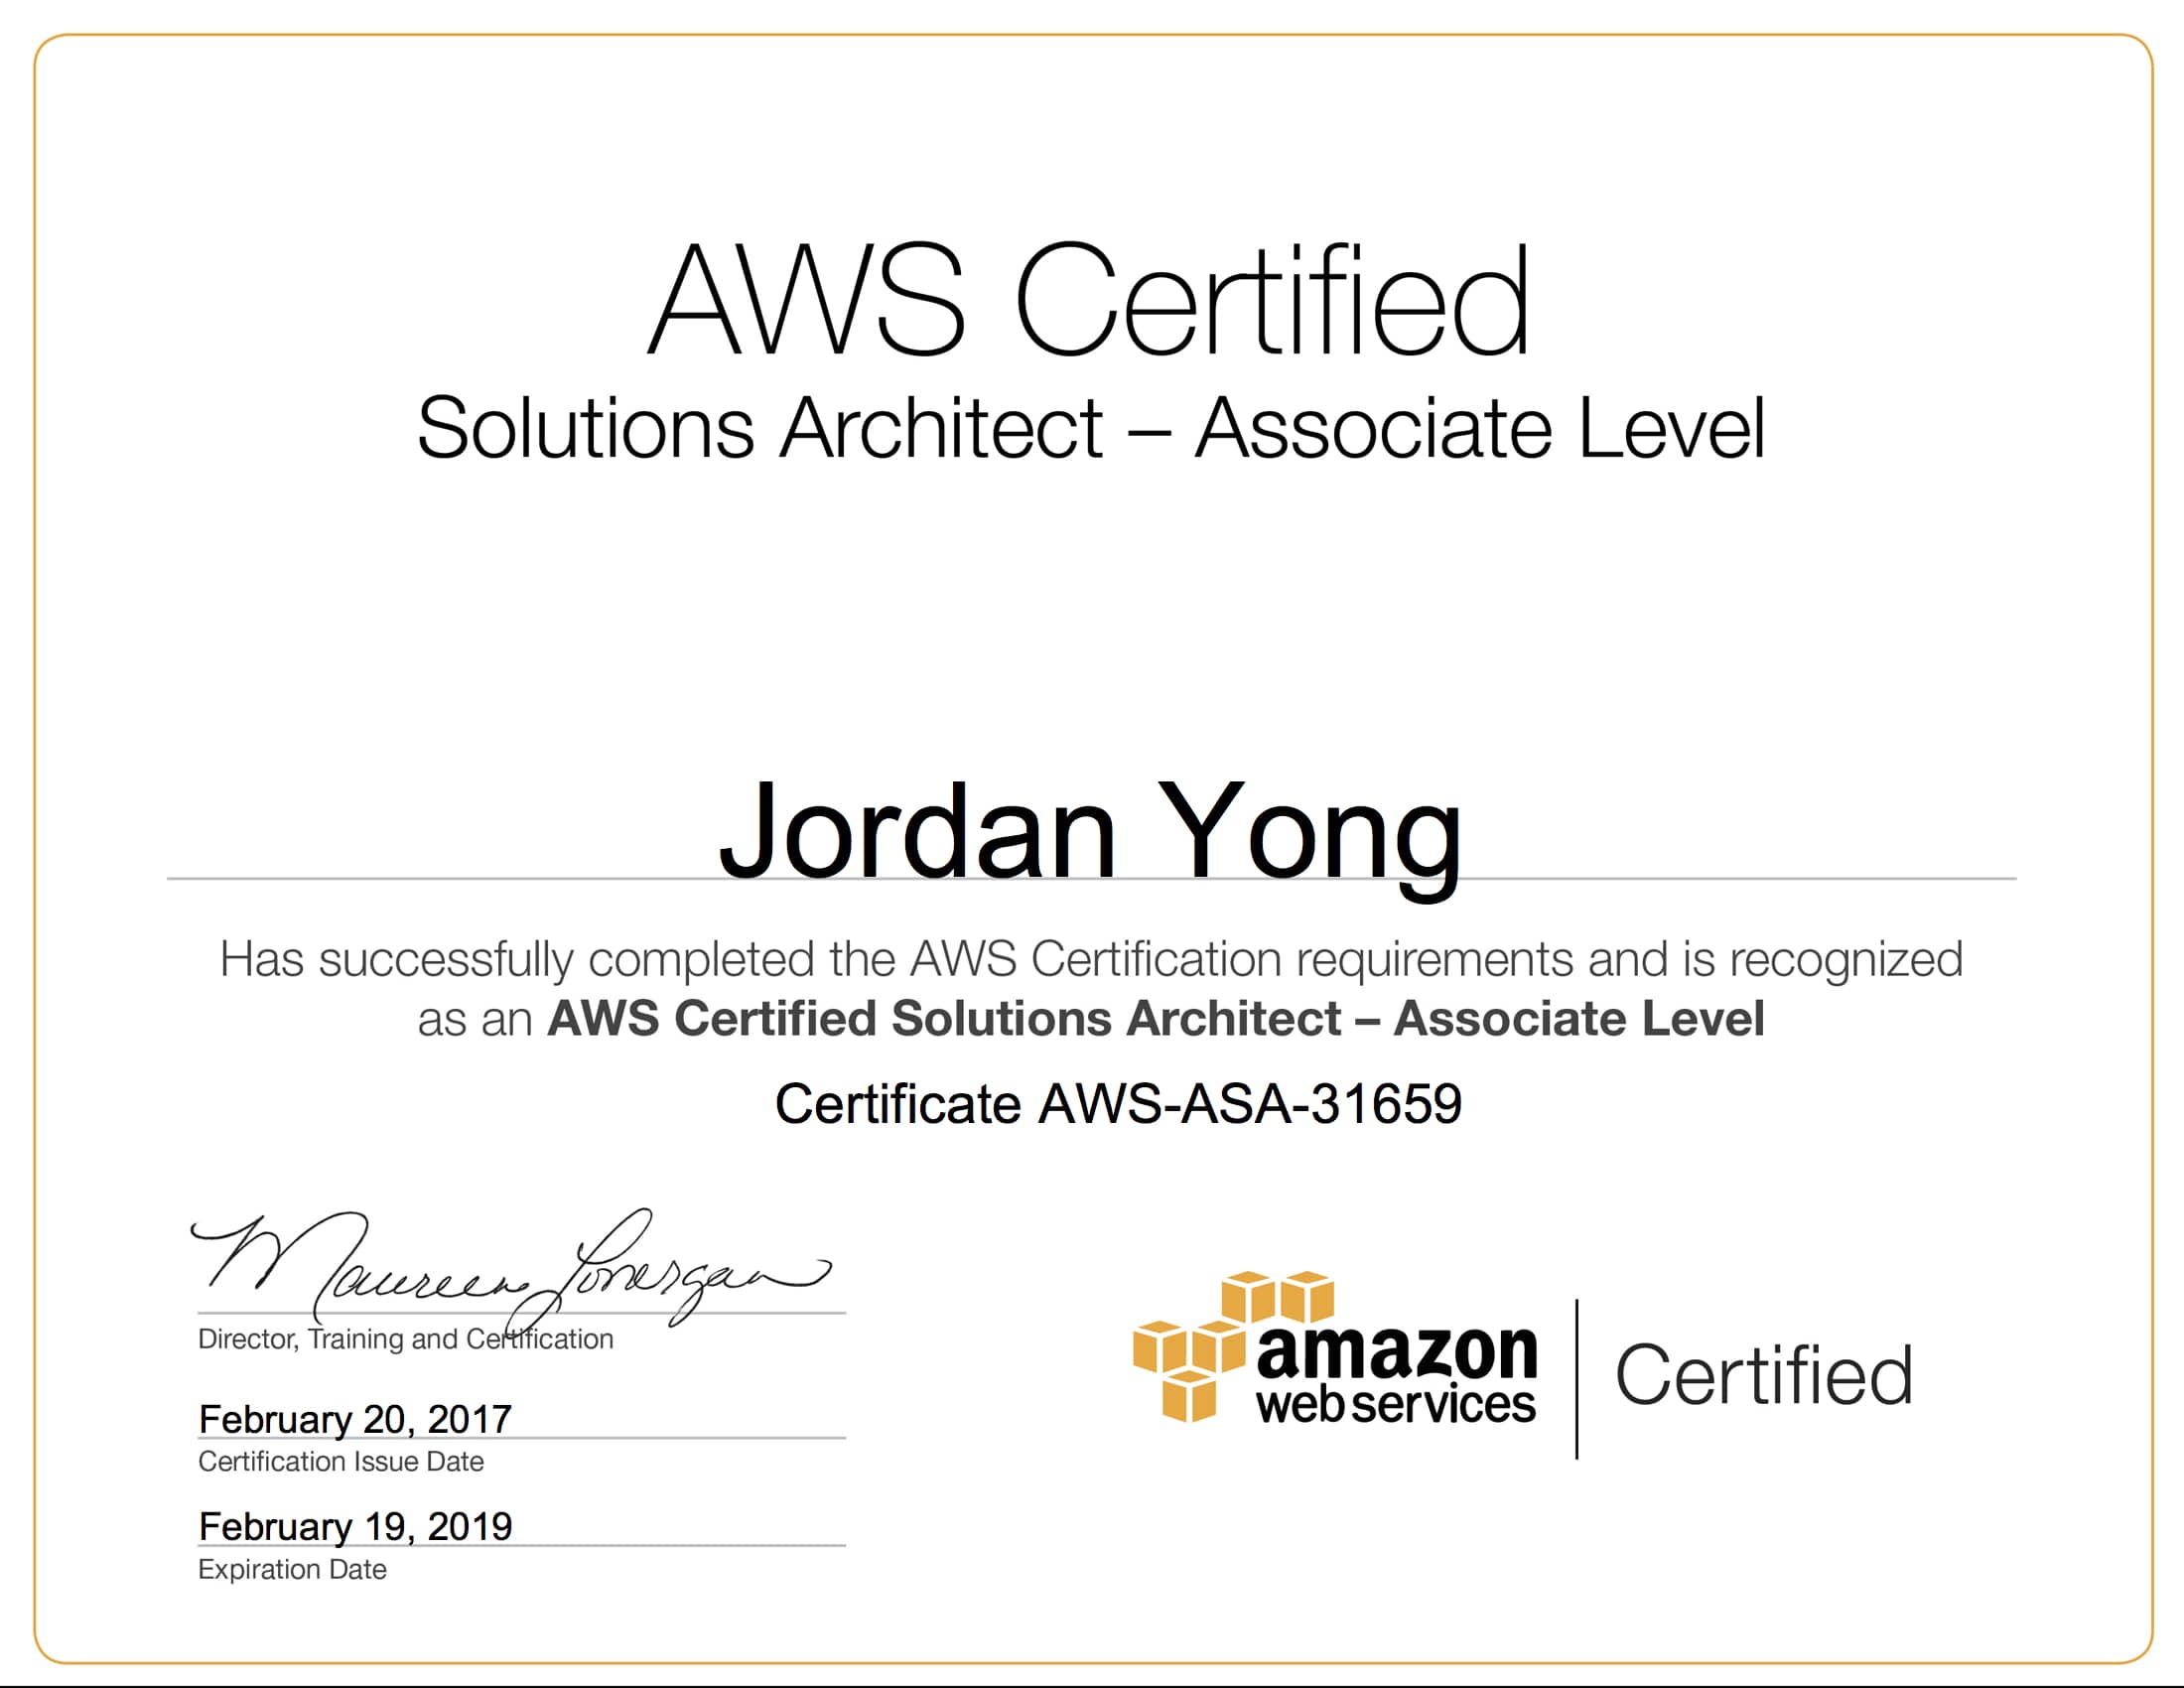 AWS Certified
Solutions Architect – Associate Level
Jordan Yong
Has successfully completed the AWS Certification requirements and is recognized
as an AWS Certified Solutions Architect – Associate Level
Certificate AWS-ASA-31659
Maureen Lonergan
Director, Training and Certification
February 20, 2017
Certification Issue Date
February 19, 2019
Expiration Date
amazon
web services
Certified